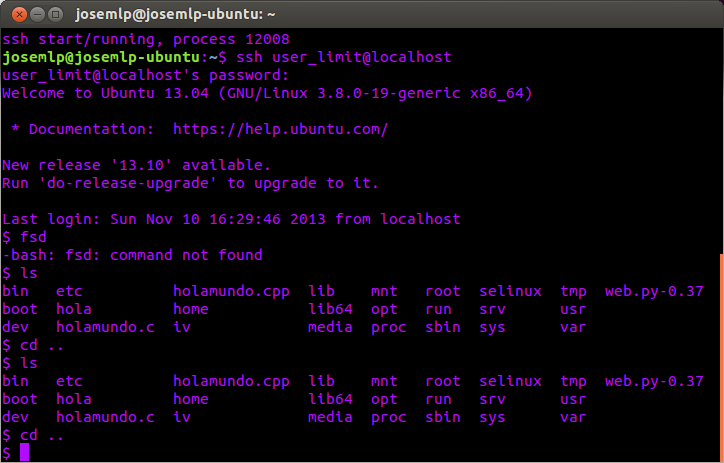 josemlp@josemlp-ubuntu: ~
ssh start/running, process 12008
josemlp@josemlp-ubuntu:~$ ssh user_limit@localhost
user_limit@localhost's password:
Welcome to Ubuntu 13.04 (GNU/Linux 3.8.0-19-generic x86_64)
* Documentation:  https://help.ubuntu.com/
New release '13.10' available.
Run 'do-release-upgrade' to upgrade to it.
Last login: Sun Nov 10 16:29:46 2013 from localhost
$ fsd
-bash: fsd: command not found
$ ls
bin   etc          holamundo.cpp  lib    mnt   root  selinux  tmp  web.py-0.37
boot  hola         home           lib64  opt   run   srv      usr
dev   holamundo.c  iv             media  proc  sbin  sys      var
$ cd ..
$ ls
bin   etc          holamundo.cpp  lib    mnt   root  selinux  tmp  web.py-0.37
boot  hola         home           lib64  opt   run   srv      usr
dev   holamundo.c  iv             media  proc  sbin  sys      var
$ cd ..
$